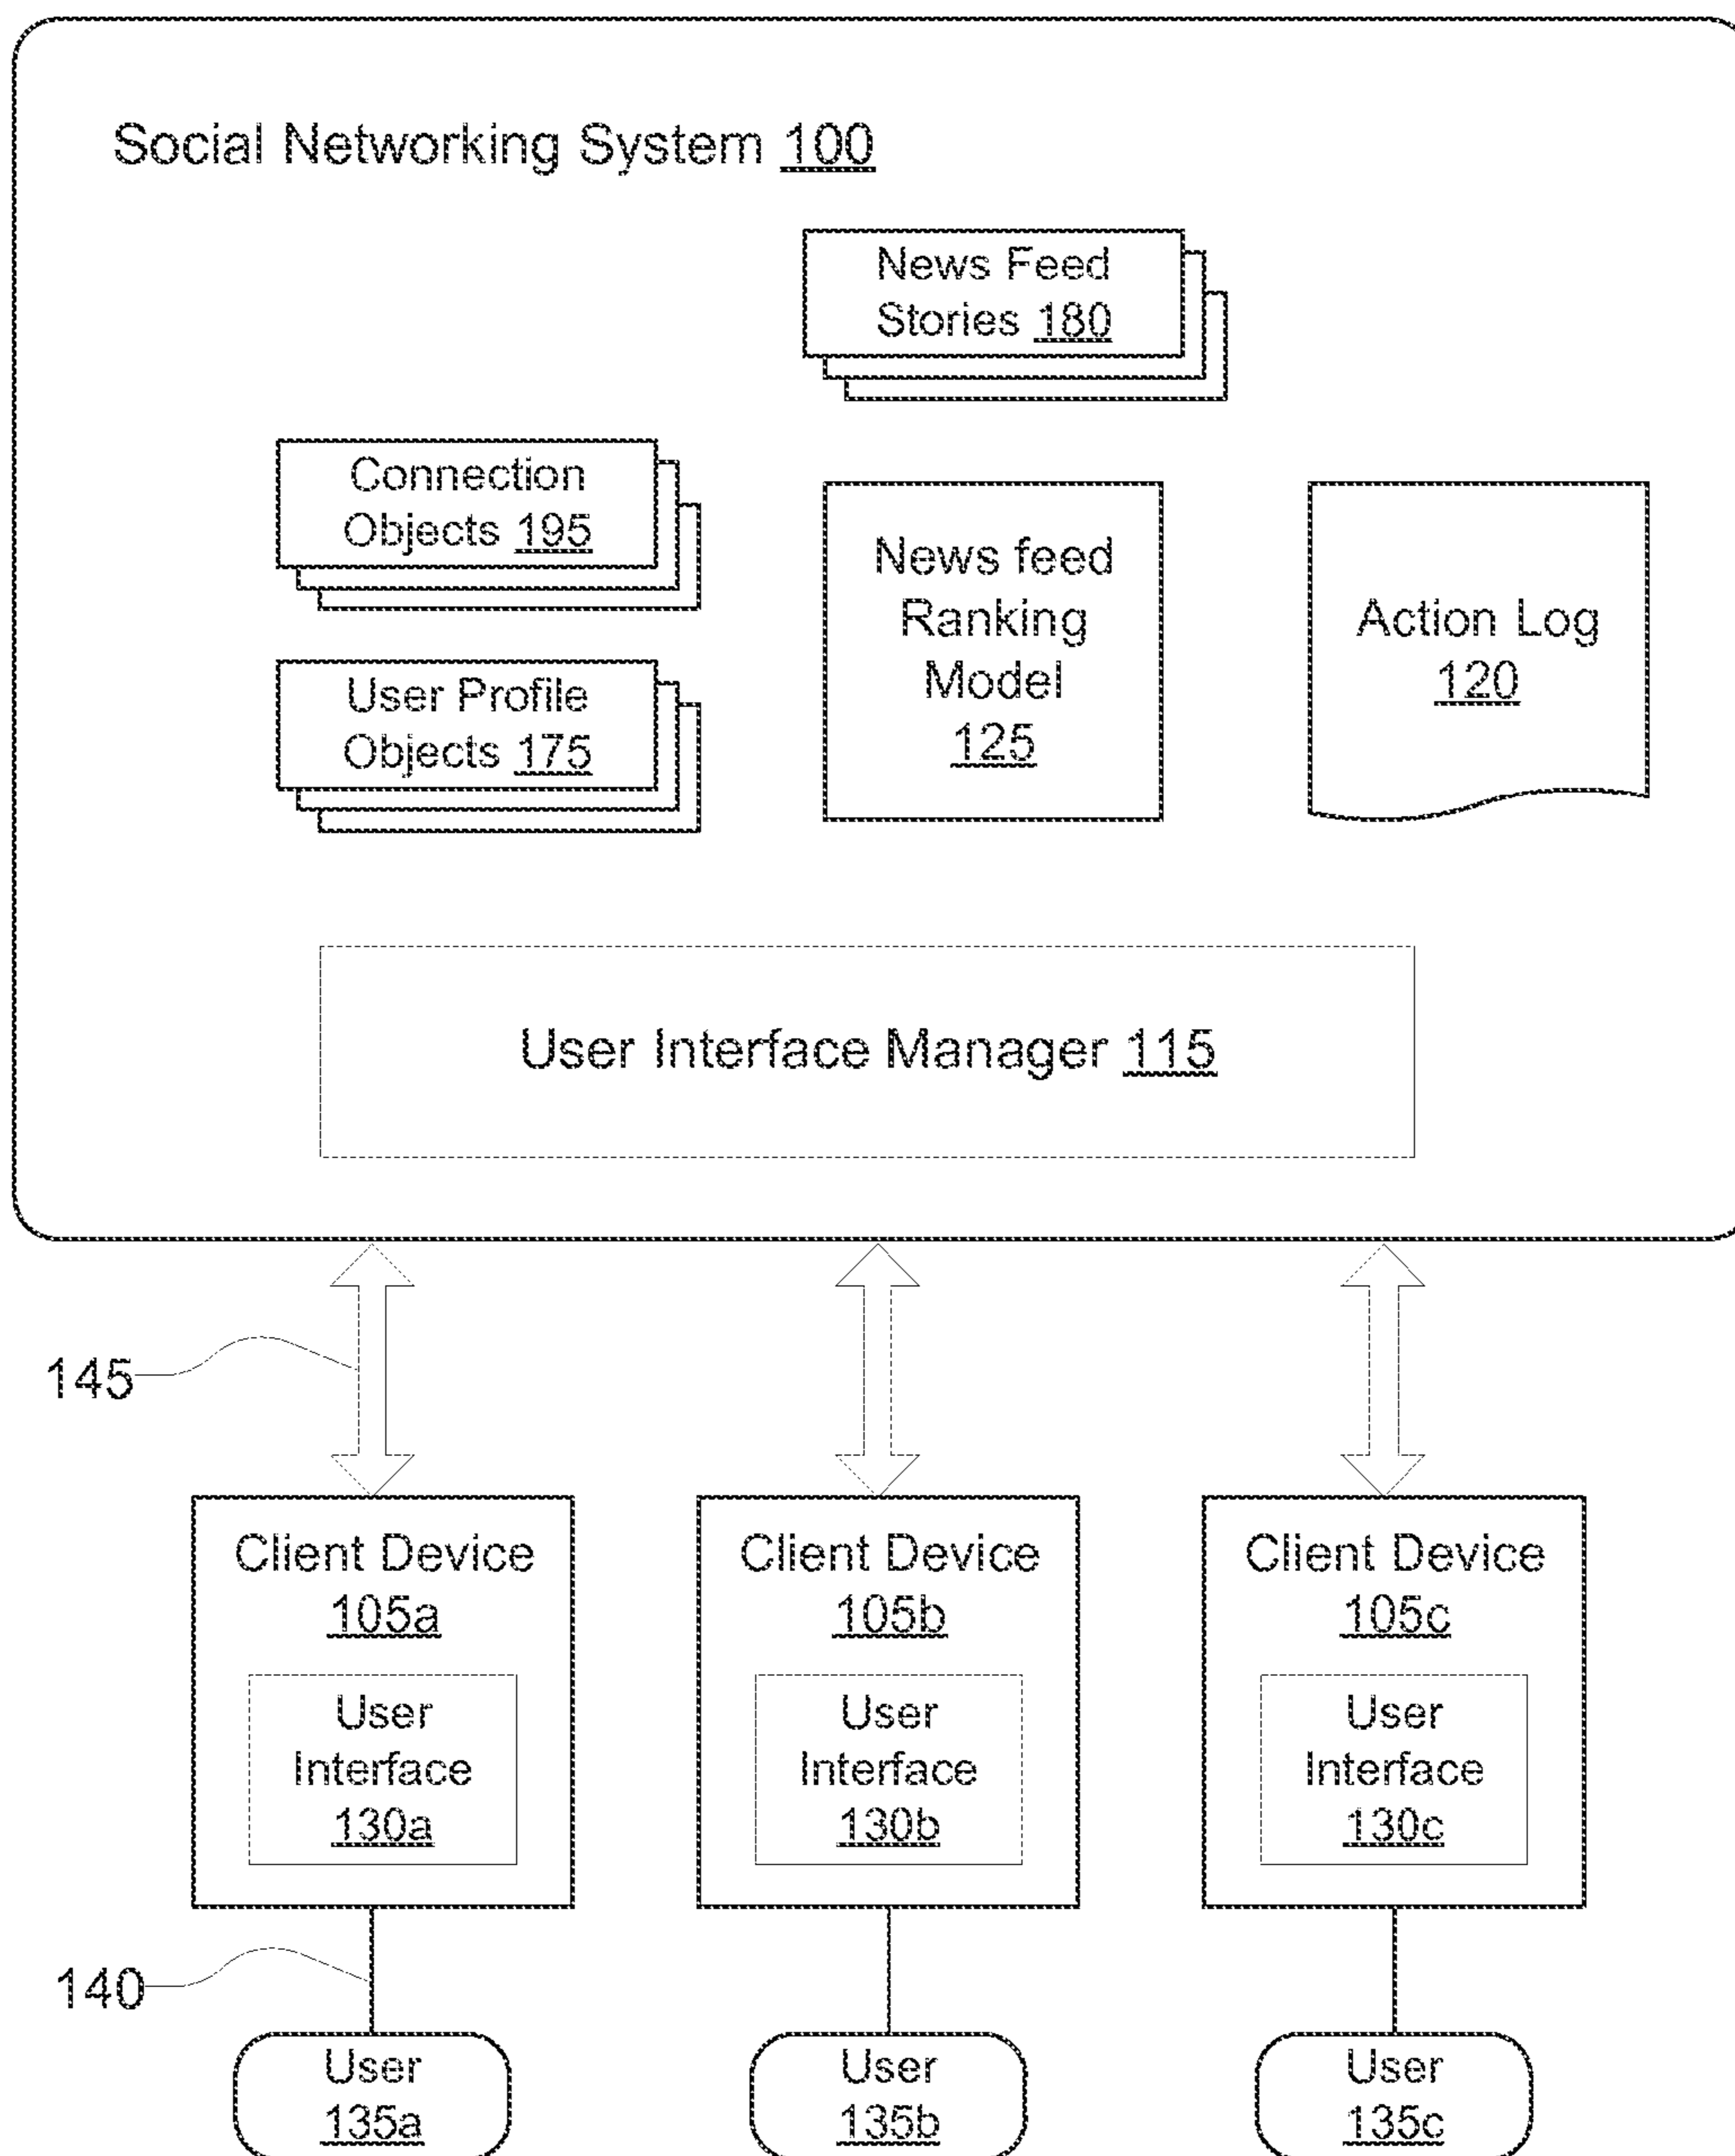 Social Networking System 100
News Feed
Stories 180
Connection
Objects 195
News feed
Ranking
Model
125
Action Log
120
User Profile
Objects 175
User Interface Manager 115
145
Client Device
105a
User
Interface
130a
Client Device
105b
User
Interface
130b
Client Device
105c
User
Interface
130c
140
User
135a
User
135b
User
135c